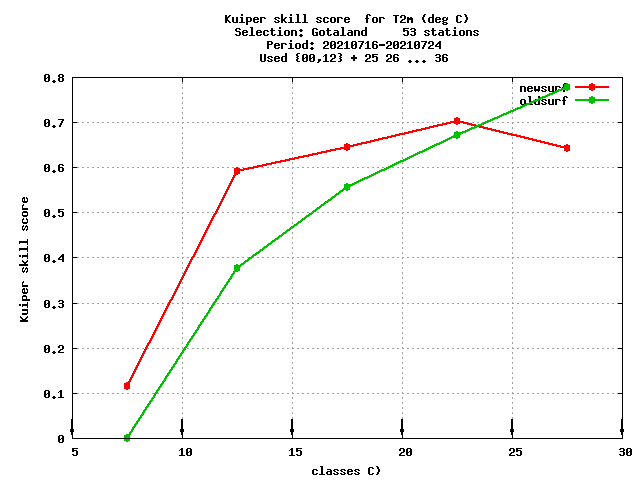 Kuiper skill score  for T2m (deg C)
Selection: Gotaland     53 stations
Period: 20210716-20210724
Used {00,12} + 25 26 ... 36
newsurf
oldsurf
0.8
0.7
0.6
0.5
0.4
0.3
0.2
0.1
0
Kuiper skill score
5 10 15 20 25 30
classes C)